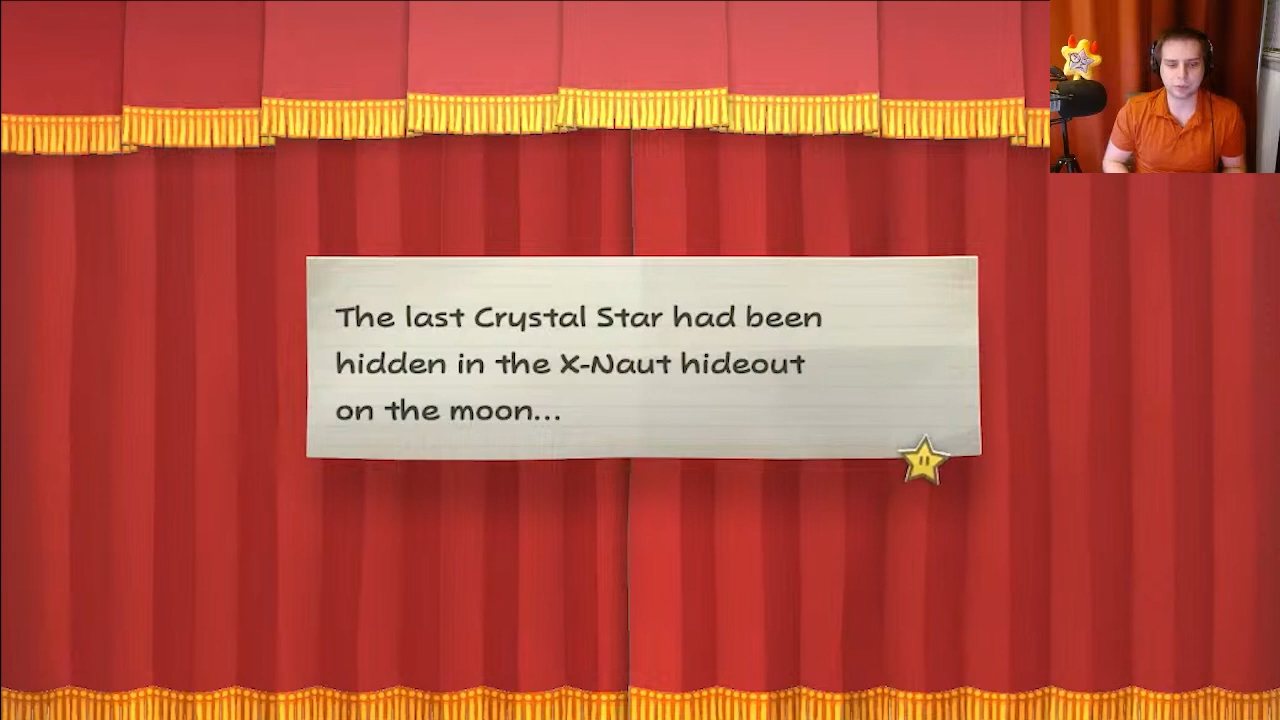 The last Crystal Star had been
hidden in the X-Naut hideout
on the moon...